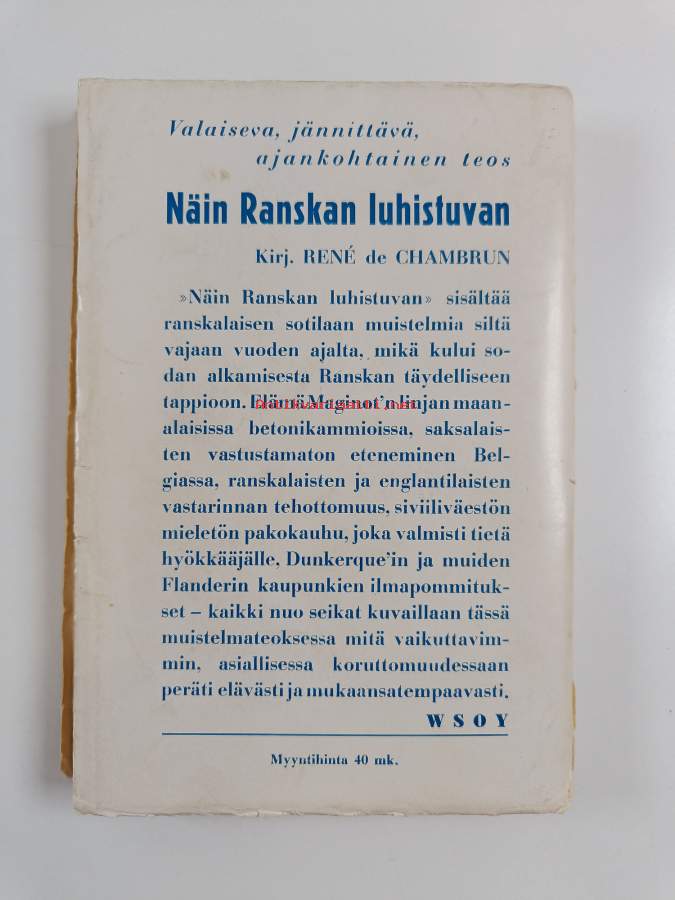 Valaiseva, jännittävä,
ajankohtainen teos
Näin Ranskan luhistuvan
Kirj. RENÉ de CHAMBRUN
»Näin Ranskan luhistuvan» sisältää
ranskalaisen sotilaan muistelmia siltä
vajaan vuoden ajalta, mikä kului so-
dan alkamisesta Ranskan täydelliseen
tappioon. Elämä Maginot'n linjan maan-
alaisissa betonikammioissa, saksalais-
ten vastustamaton eteneminen Bel-
giassa, ranskalaisten ja englantilaisten
vastarinnan tehottomuus, siviiliväestön
mieletön pakokauhu, joka valmisti tietä
hyökkääjälle, Dunkerque'in ja muiden
Flanderin kaupunkien ilmapommituk-
set – kaikki nuo seikat kuvaillaan tässä
muistelmateoksessa mitä vaikuttavim-
min, asiallisessa koruttomuudessaan
peräti elävästi ja mukaansatempaavasti.
WSOY
Myyntihinta 40 mk.